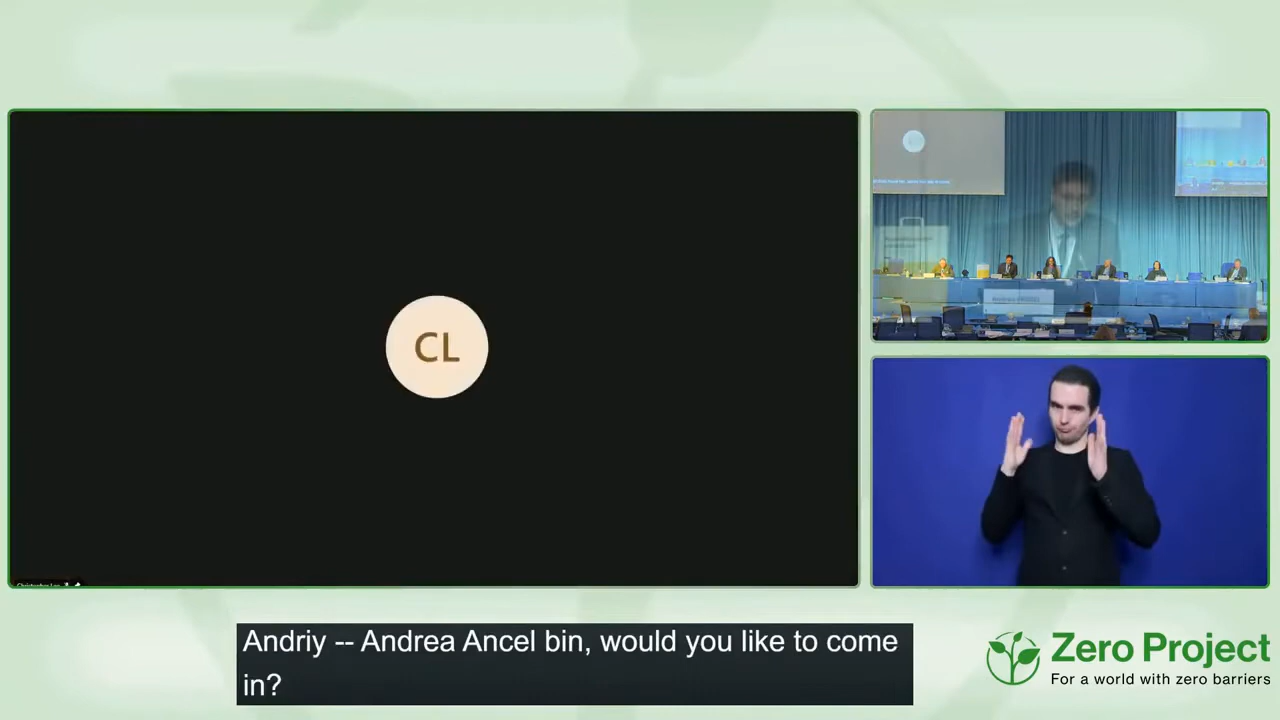 CL
Andriy -- Andrea Ancel bin, would you like to come
in?
Zero Project
For a world with zero barriers